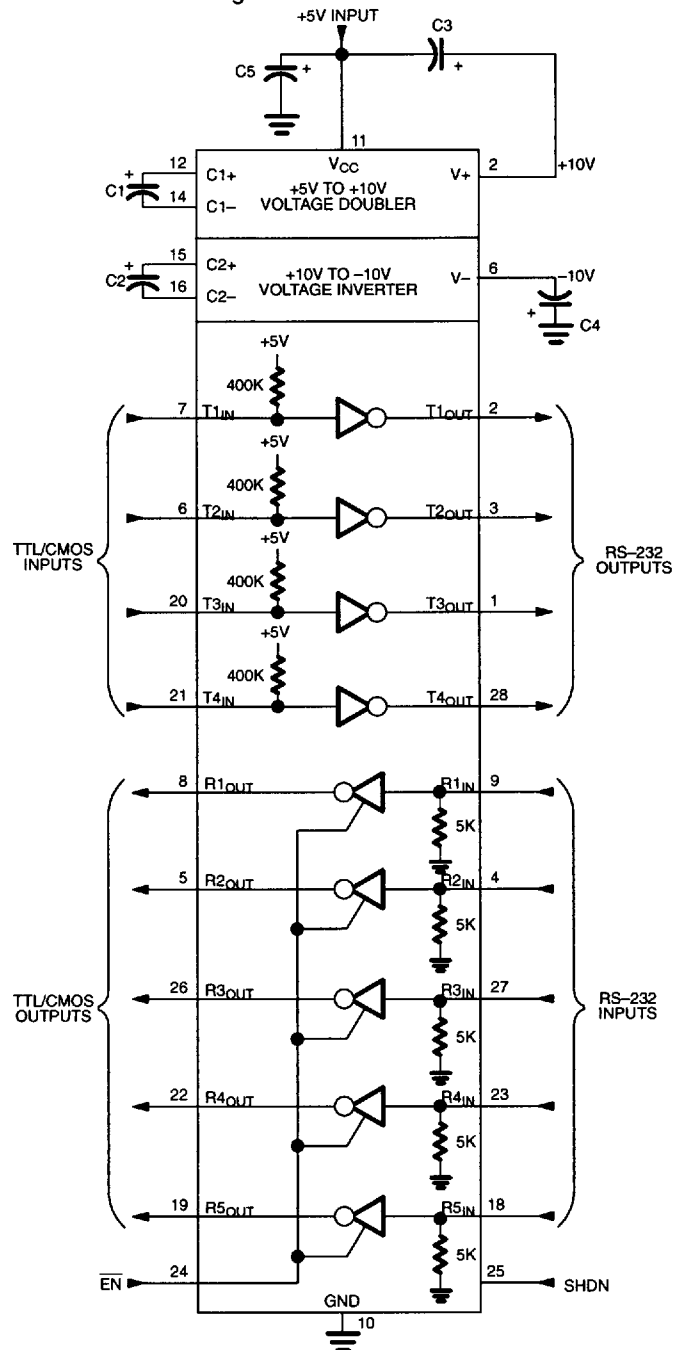 +5V INPUT
C3
+
C5
+
11
VCC
12
+
C1+
C1
14
C1–
+5V TO +10V
VOLTAGE DOUBLER
V+
2
+10V
15
+
C2+
C2
16
C2–
+10V TO –10V
VOLTAGE INVERTER
V–
6
–10V
+
C4
+5V
400K
7
T1IN
T1OUT
2
+5V
400K
6
T2IN
T2OUT
3
+5V
400K
20
T3IN
T3OUT
1
+5V
400K
21
T4IN
T4OUT
28
TTL/CMOS
INPUTS
RS–232
OUTPUTS
8
R1OUT
R1IN
9
5K
5
R2OUT
R2IN
4
5K
26
R3OUT
R3IN
27
5K
22
R4OUT
R4IN
23
5K
19
R5OUT
R5IN
18
5K
TTL/CMOS
OUTPUTS
RS–232
INPUTS
EN
24
25
SHDN
GND
10